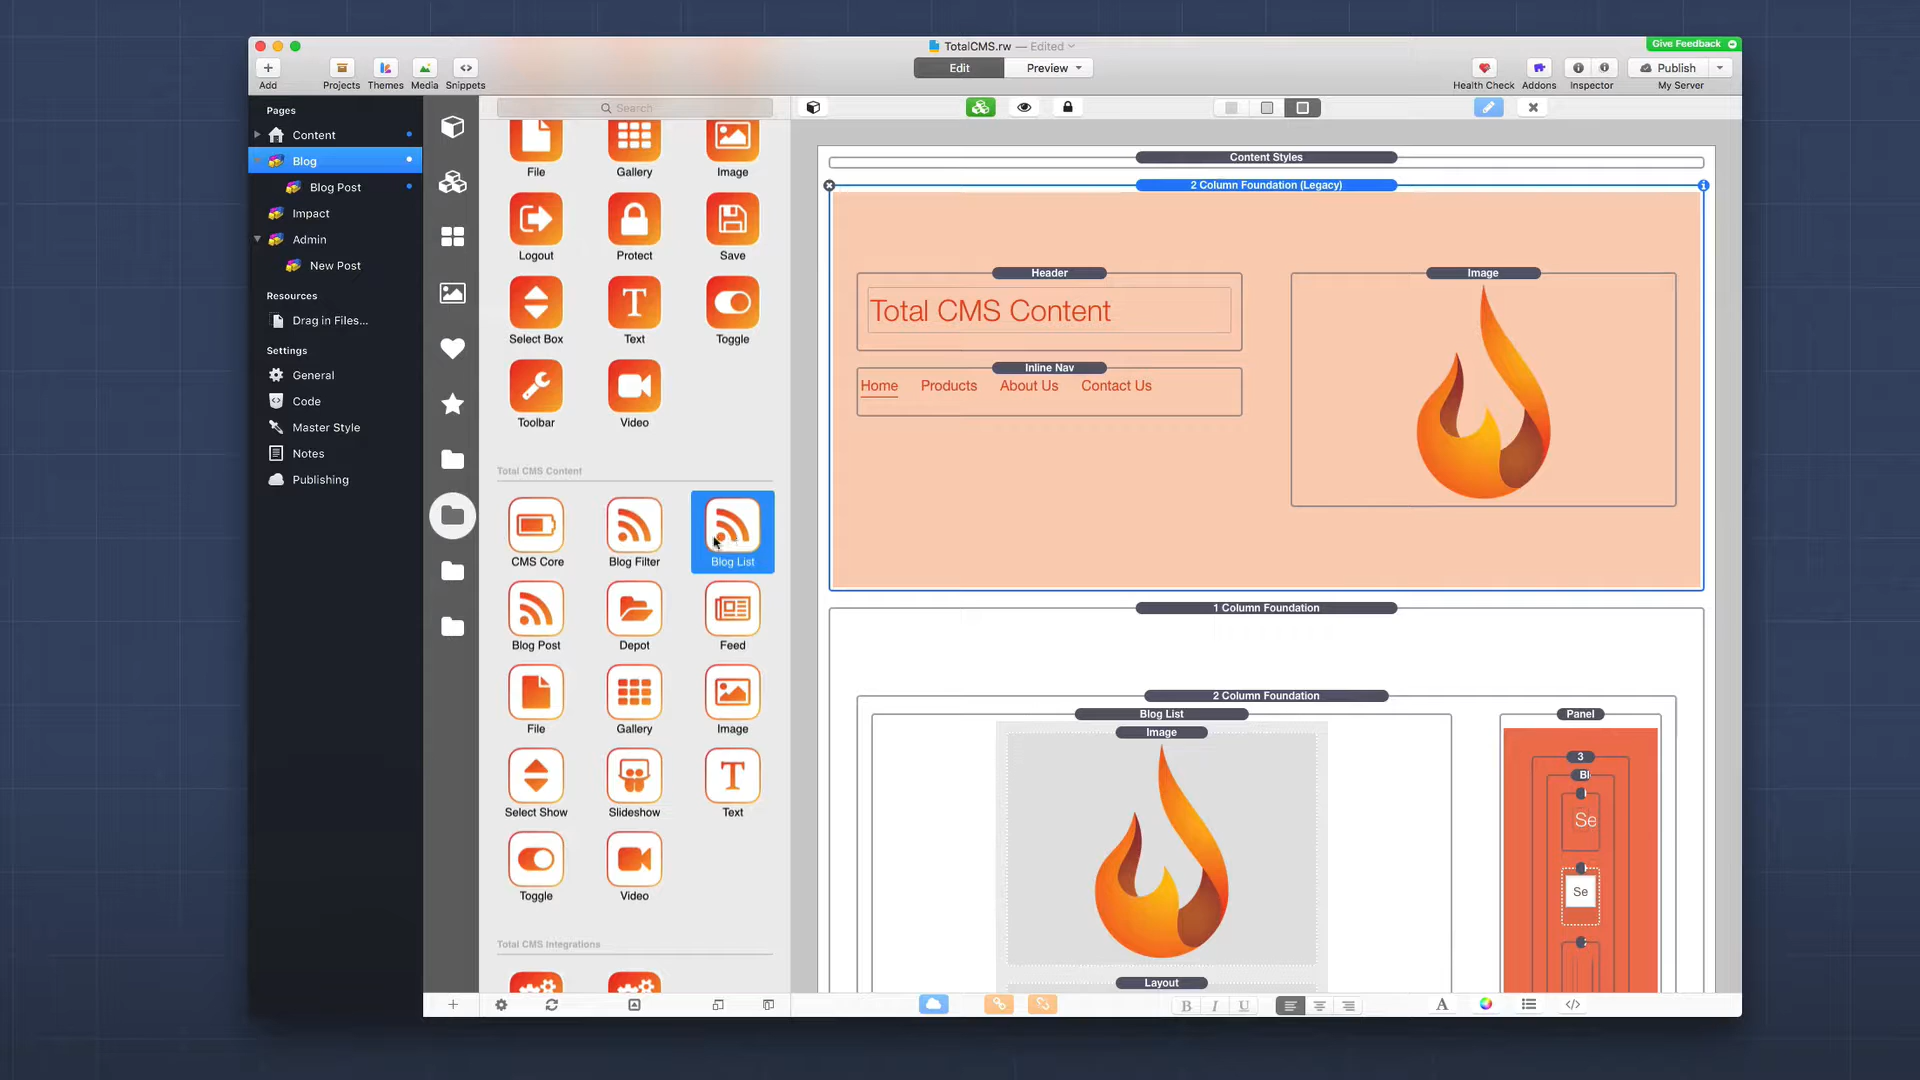 TotalCMS.rw — Edited
Give Feedback
Add
Projects
Themes
Media
Snippets
Edit
Preview
Health Check
Addons
Inspector
Publish
My Server
Pages
Content
Blog
Blog Post
Impact
Admin
New Post
Resources
Drag in Files...
Settings
General
Code
Master Style
Notes
Publishing
Search
File
Gallery
Image
Logout
Protect
Save
Select Box
Text
Toggle
Toolbar
Video
Total CMS Content
CMS Core
Blog Filter
Blog List
Blog Post
Depot
Feed
File
Gallery
Image
Select Show
Slideshow
Text
Toggle
Video
Total CMS Integrations
Content Styles
2 Column Foundation (Legacy)
Header
Total CMS Content
Inline Nav
Home Products About Us Contact Us
Image
1 Column Foundation
2 Column Foundation
Blog List
Image
Layout
Panel
3
Bl
Se
Se
B I U
A